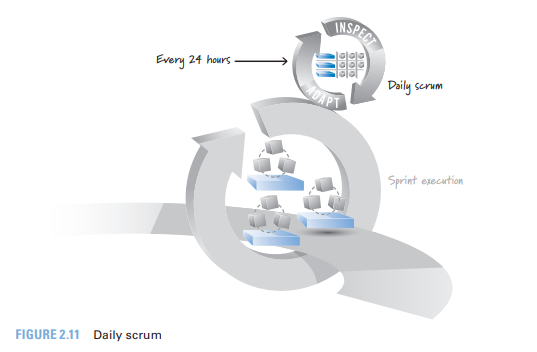 INSPECT
Every 24 hours
Daily scrum
ADAPT
Sprint execution
FIGURE 2.11 Daily scrum